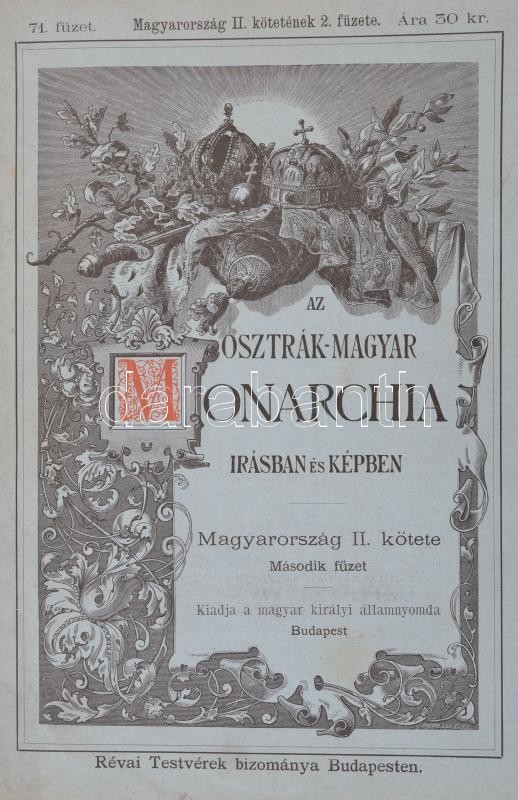 71. füzet. Magyarország II. kötetének 2. füzete. Ára 30 kr.
AZ
OSZTRÁK-MAGYAR
MONARCHIA
darabanth
IRÁSBAN ÉS KÉPBEN
Magyarország II. kötete
Második füzet
Kiadja a magyar királyi államnyomda
Budapest
Révai Testvérek bizománya Budapesten.